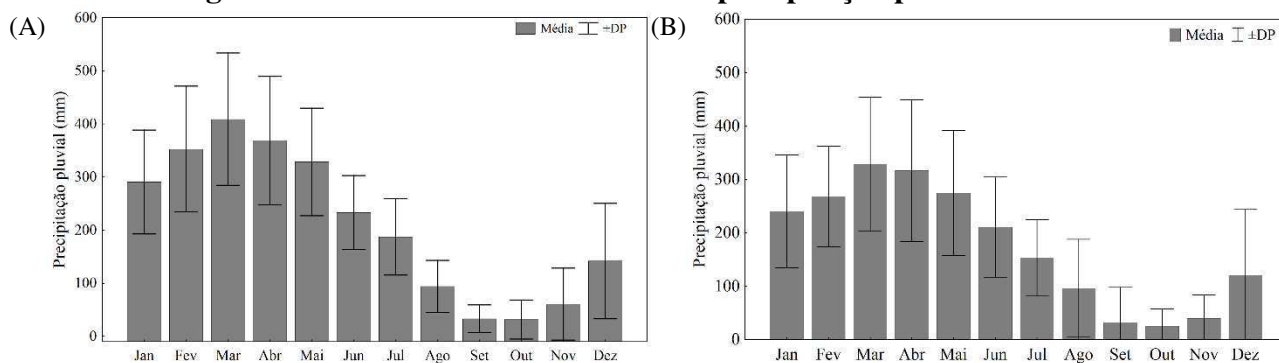 (A)
600
500
400
300
200
100
0
Precipitação pluvial (mm)
Média ±DP
Jan Fev Mar Abr Mai Jun Jul Ago Set Out Nov Dez
(B)
600
500
400
300
200
100
0
Precipitação pluvial (mm)
Média ±DP
Jan Fev Mar Abr Mai Jun Jul Ago Set Out Nov Dez